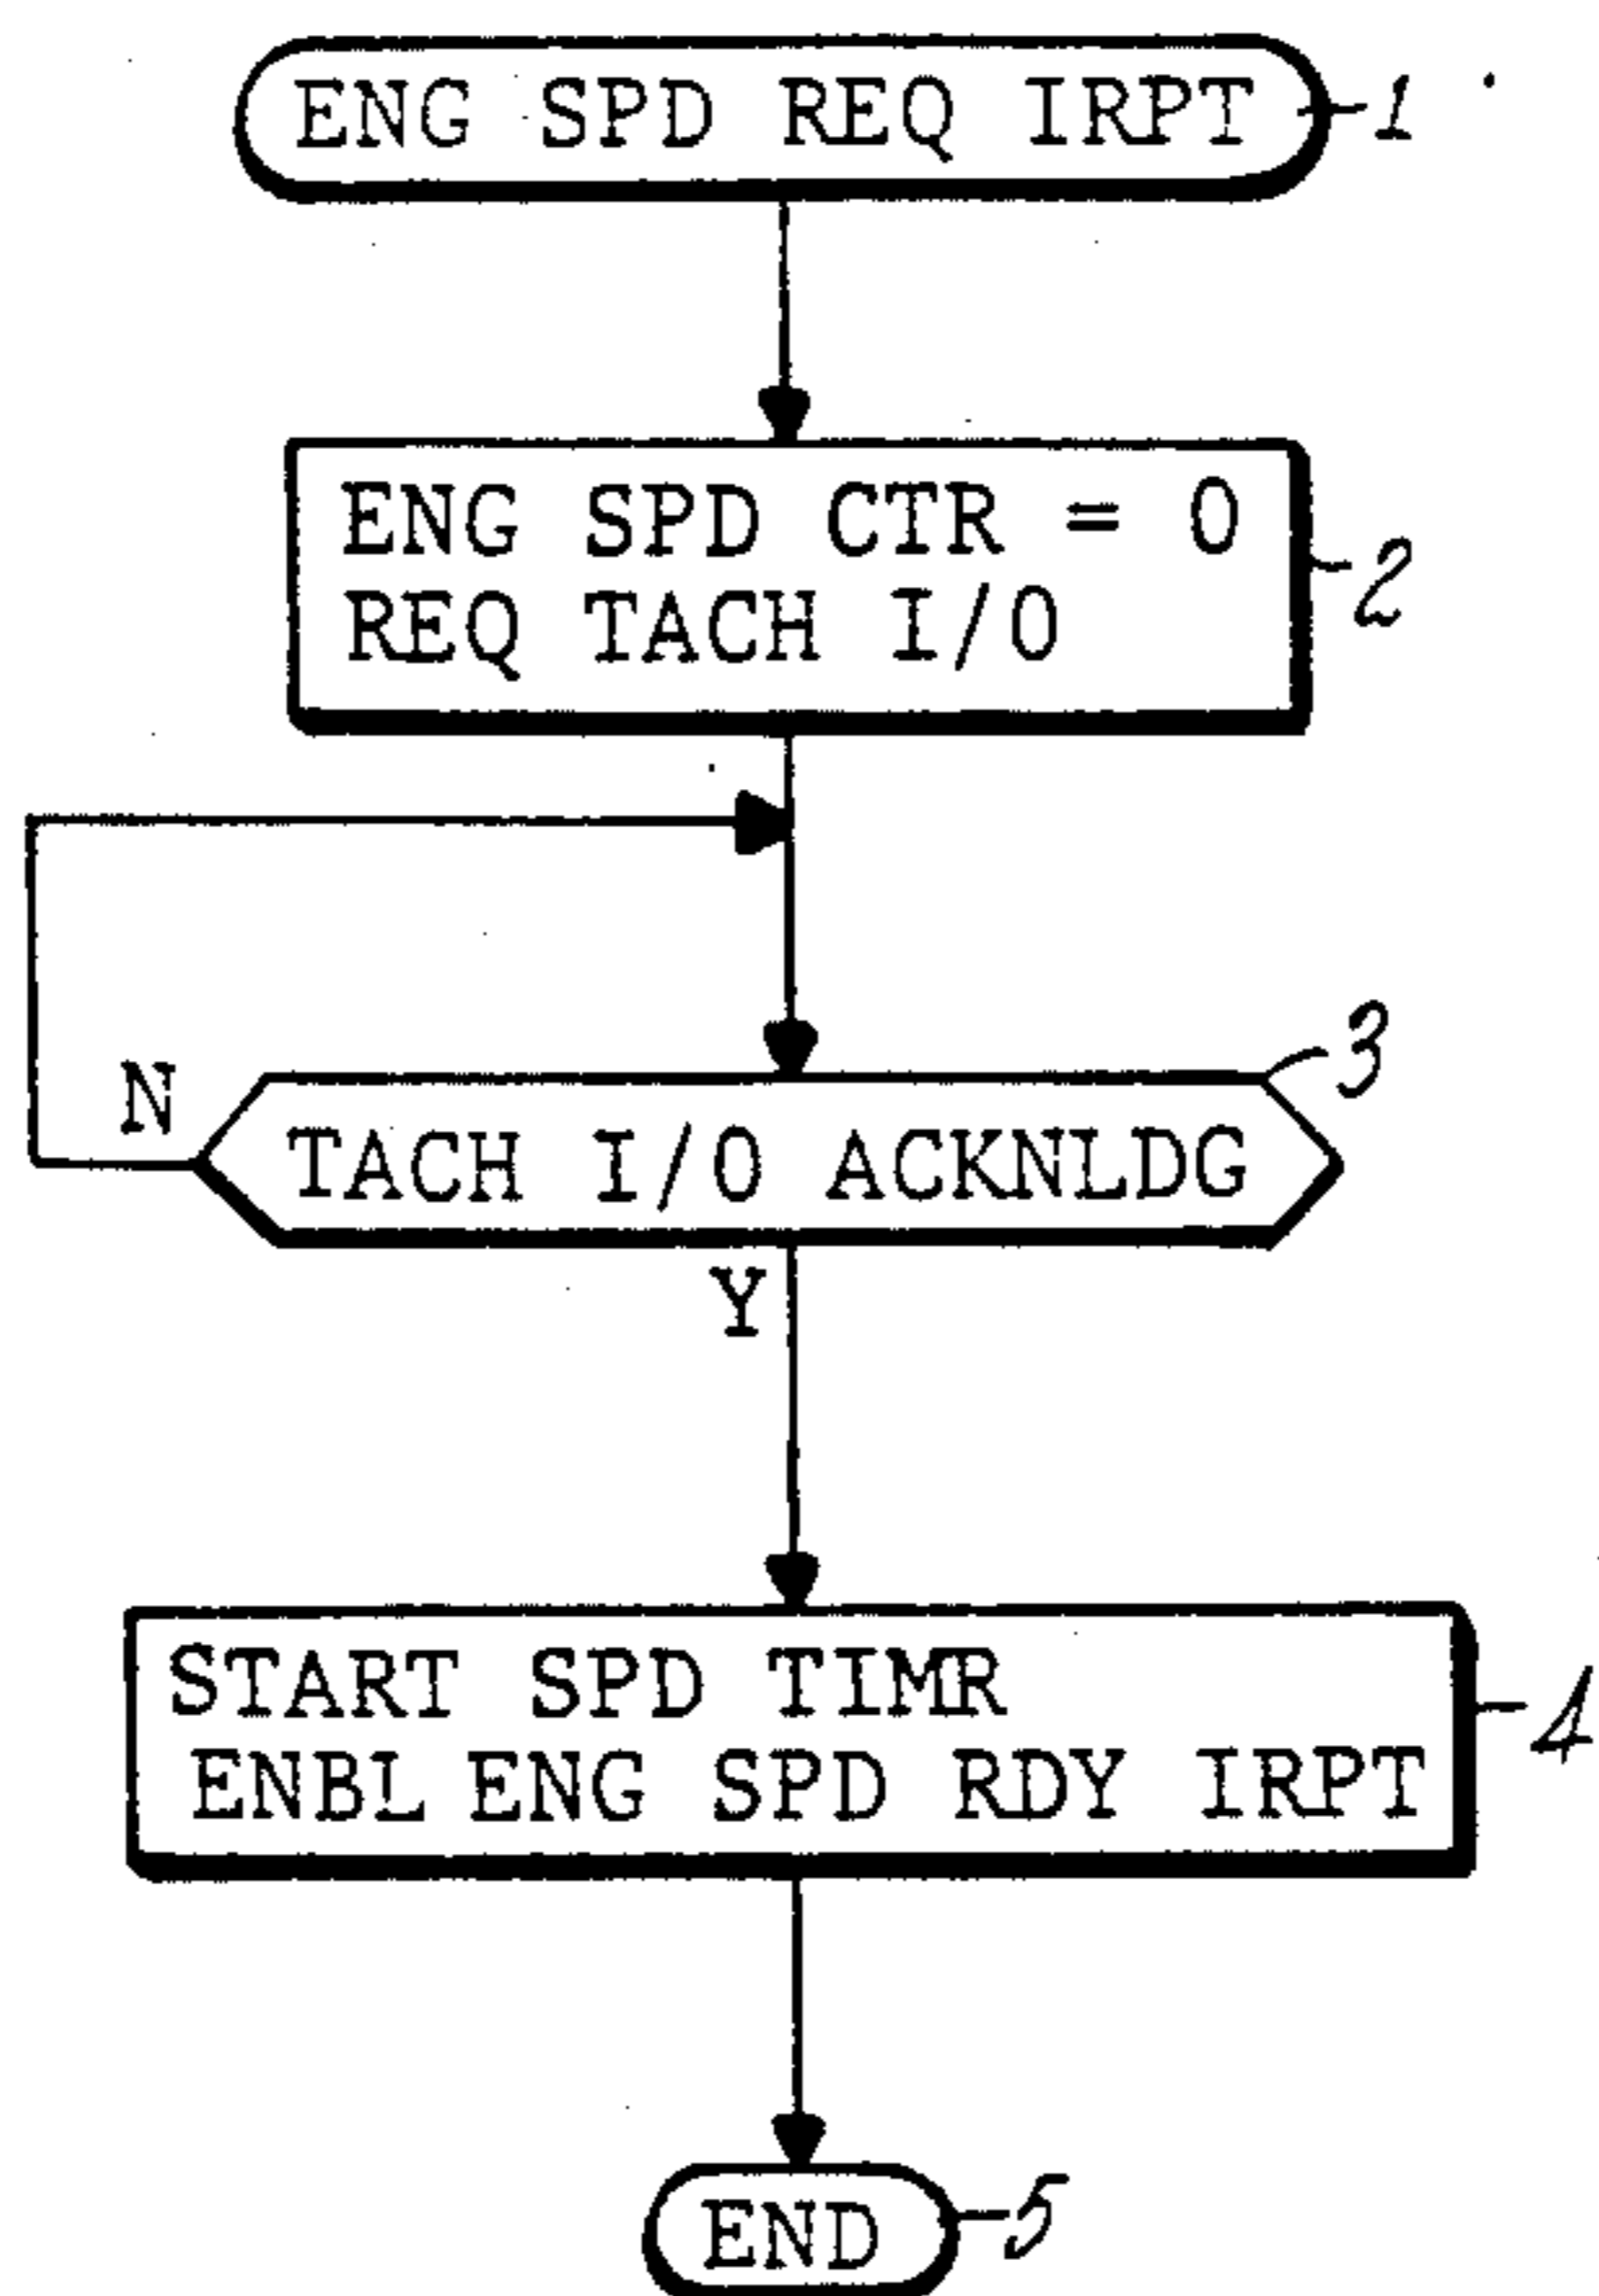 ENG SPD REQ IRPT 1
ENG SPD CTR = 0
REQ TACH I/O
2
3
N
TACH I/O ACKNLDG
Y
START SPD TIMR
ENBL ENG SPD RDY IRPT
4
END 5